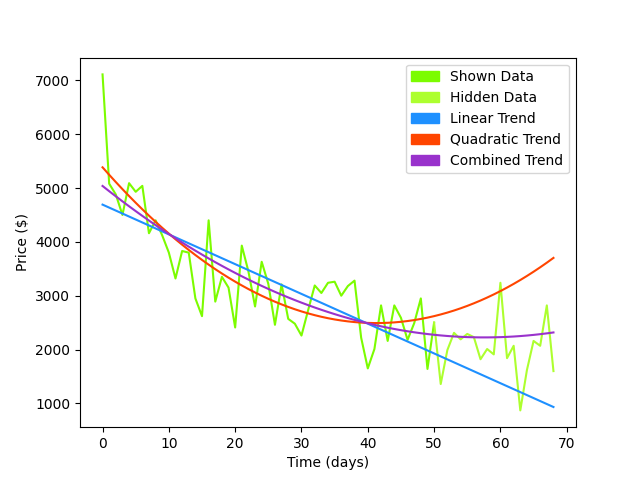 7000
6000
5000
4000
3000
2000
1000
Price ($)
Shown Data
Hidden Data
Linear Trend
Quadratic Trend
Combined Trend
0 10 20 30 40 50 60 70
Time (days)